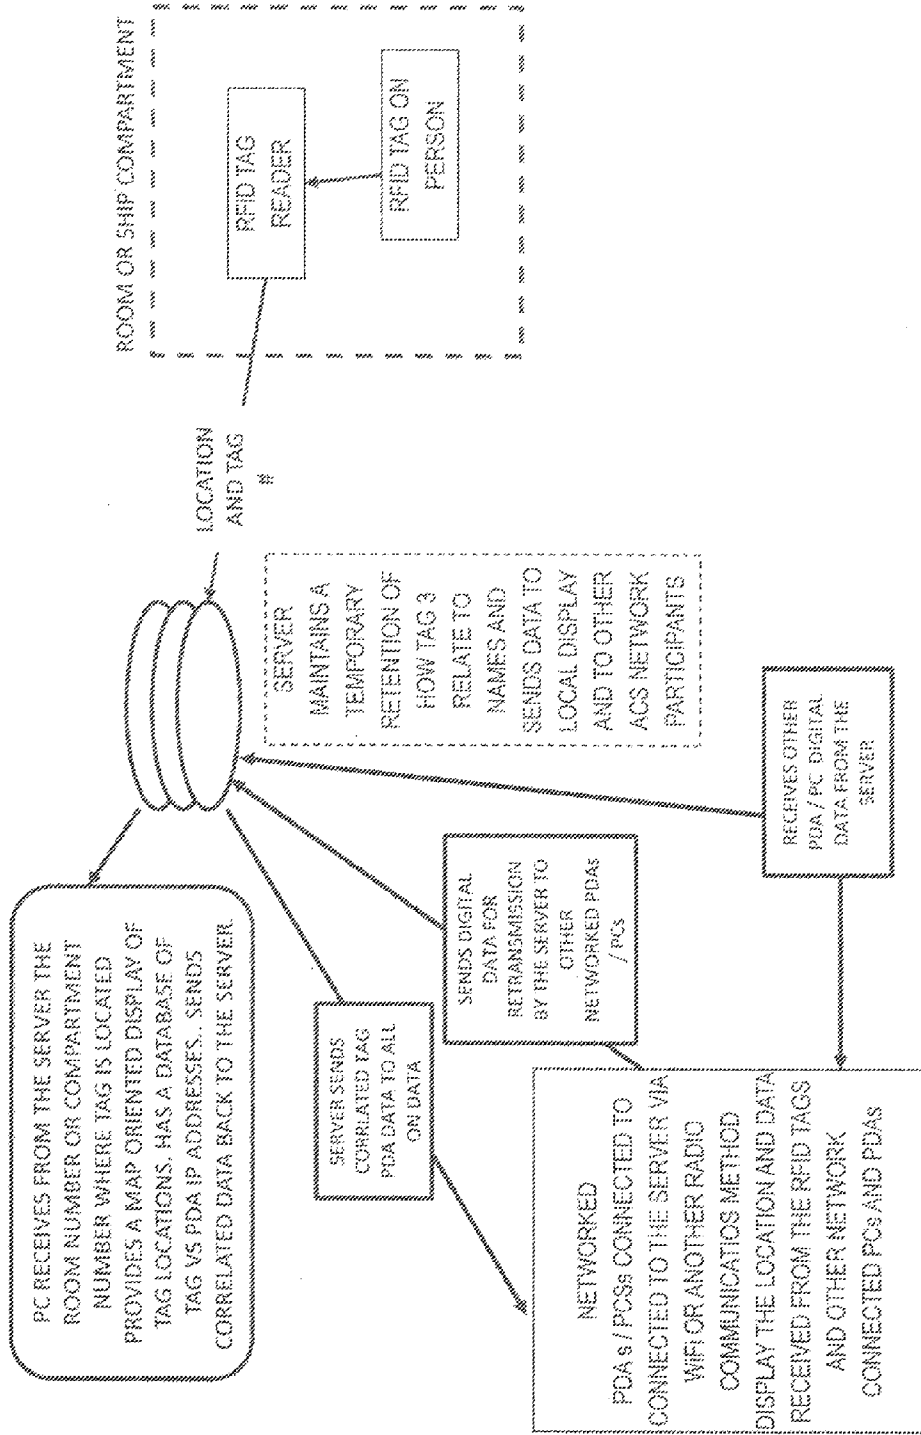 PC RECEIVES FROM THE SERVER THE
ROOM NUMBER OR COMPARTMENT
NUMBER WHERE TAG IS LOCATED
PROVIDES A MAP ORIENTED DISPLAY OF
TAG LOCATIONS. HAS A DATABASE OF
TAG VS PDA IP ADDRESSES.. SENDS
CORRELATED DATA BACK TO THE SERVER.
ROOM OR SHIP COMPARTMENT
RFID TAG
READER
RFID TAG ON
PERSON
LOCATION
AND TAG
#
SERVER
MAINTAINS A
TEMPORARY
RETENTION OF
HOW TAG 3
RELATE TO
NAMES AND
SENDS DATA TO
LOCAL DISPLAY
AND TO OTHER
ACS NETWORK
PARTICIPANTS
SERVER SENDS
CORRLATED TAG
PDA DATA TO ALL
ON DATA
SENDS DIGITAL
DATA FOR
RETRANSMISSION
BY THE SERVER TO
OTHER
NETWORKED PDAs
/ PCs
RECEIVES OTHER
PDA / PC DIGITAL
DATA FROM THE
SERVER
NETWORKED
PDA s / PCSs CONNECTED TO
CONNECTED TO THE SERVER VIA
WiFi OR ANOTHER RADIO
COMMUNICATIOS METHOD
DISPLAY THE LOCATION AND DATA
RECEIVED FROM THE RFID TAGS
AND OTHER NETWORK
CONNECTED PCs AND PDAs